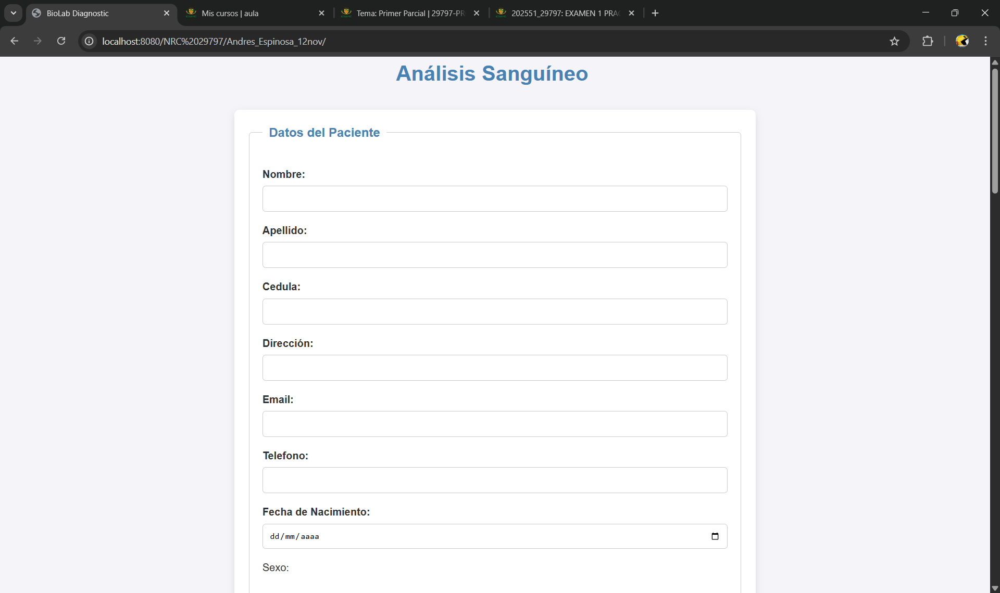 BioLab Diagnostic
Mis cursos | aula
Tema: Primer Parcial | 29797-PR
202551_29797: EXAMEN 1 PRA
localhost:8080/NRC%2029797/Andres_Espinosa_12nov/
Análisis Sanguíneo
Datos del Paciente
Nombre:
Apellido:
Cedula:
Dirección:
Email:
Telefono:
Fecha de Nacimiento:
dd/mm/aaaa
Sexo: